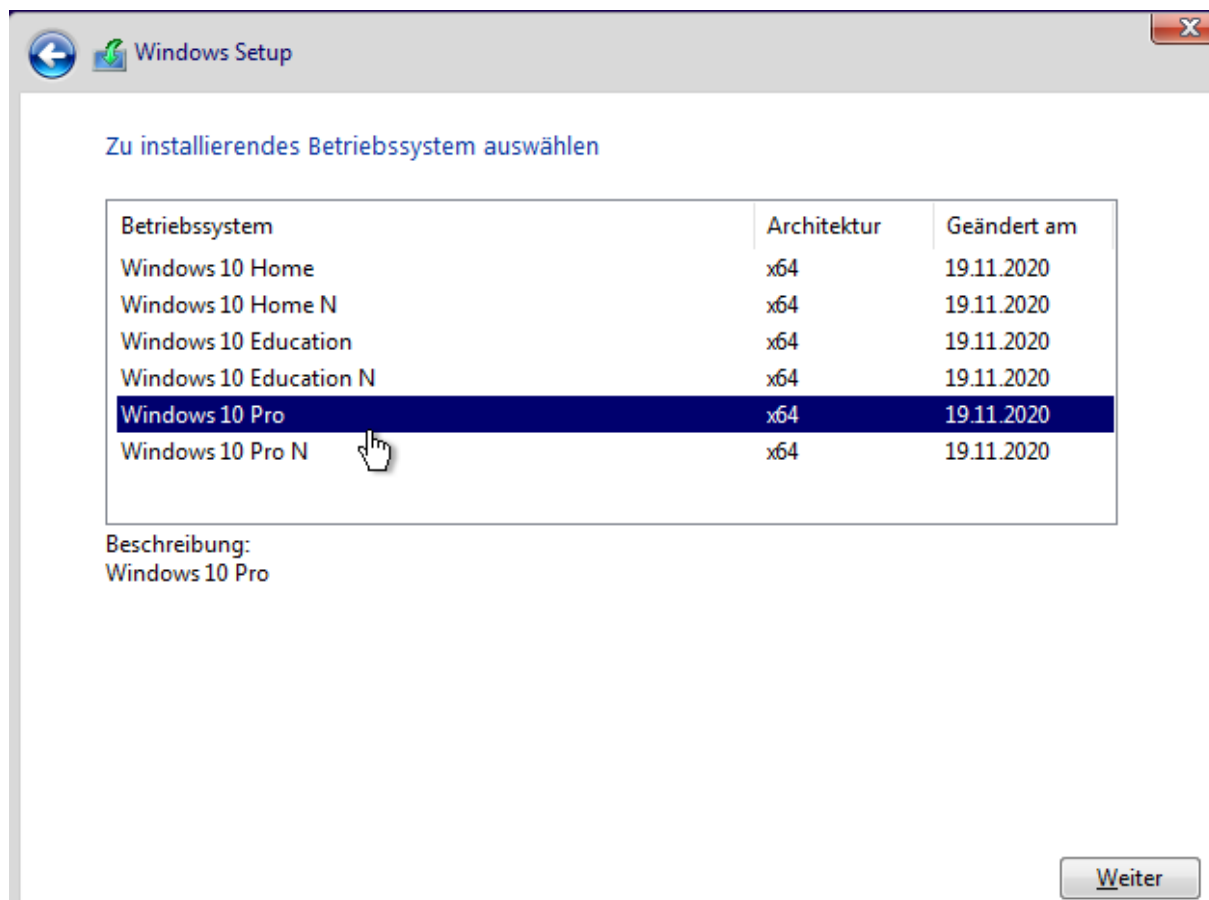 Windows Setup
Zu installierendes Betriebssystem auswählen
Betriebssystem Architektur Geändert am
Windows 10 Home x64 19.11.2020
Windows 10 Home N x64 19.11.2020
Windows 10 Education x64 19.11.2020
Windows 10 Education N x64 19.11.2020
Windows 10 Pro x64 19.11.2020
Windows 10 Pro N x64 19.11.2020
Beschreibung:
Windows 10 Pro
Weiter